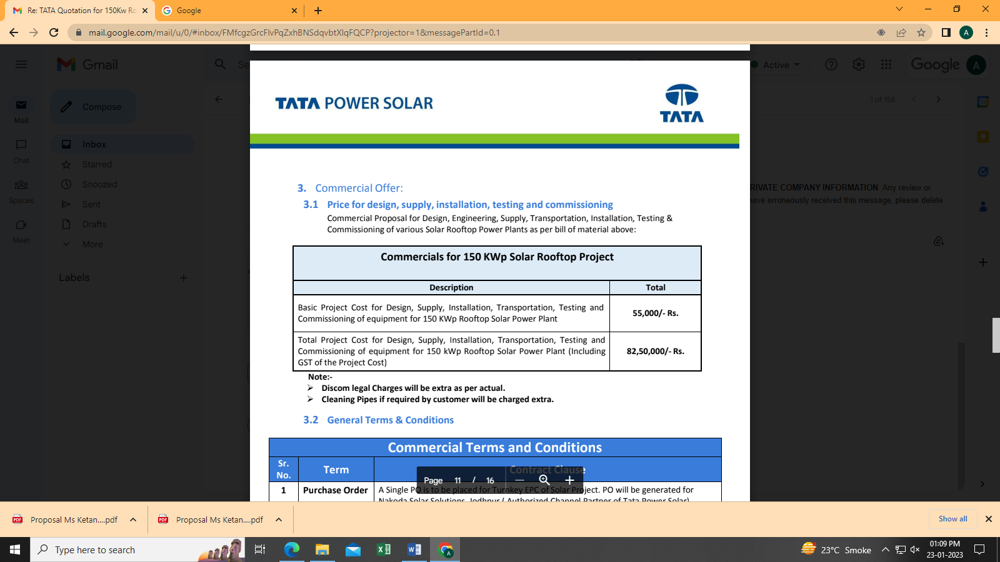 Re: TATA Quotation for 150Kw Ro
Google
mail.google.com/mail/u/0/#inbox/FMfcgzGrcFlvPqZxhBNSdqvbtXlqFQCP?projector=1&messagePartId=0.1
A
Gmail
Se
Active
Google
A
Mail
Compose
1 of 158
Chat
Inbox
Starred
Spaces
Snoozed
Sent
Meet
Drafts
More
Labels
RIVATE COMPANY INFORMATION. Any review or
ave erroneously received this message, please delete
TATA POWER SOLAR
TATA
3. Commercial Offer:
3.1 Price for design, supply, installation, testing and commissioning
Commercial Proposal for Design, Engineering, Supply, Transportation, Installation, Testing &
Commissioning of various Solar Rooftop Power Plants as per bill of material above:
Commercials for 150 KWp Solar Rooftop Project
Description Total
Basic Project Cost for Design, Supply, Installation, Transportation, Testing and
Commissioning of equipment for 150 KWp Rooftop Solar Power Plant
55,000/- Rs.
Total Project Cost for Design, Supply, Installation, Transportation, Testing and
Commissioning of equipment for 150 kWp Rooftop Solar Power Plant (Including
GST of the Project Cost)
82,50,000/- Rs.
Note:-
➢ Discom legal Charges will be extra as per actual.
➢ Cleaning Pipes if required by customer will be charged extra.
3.2 General Terms & Conditions
Commercial Terms and Conditions
Sr.
No.
Term
Contract Clause
Page 11 / 16
1 Purchase Order A Single PO is to be placed for Turnkey EPC of Solar Project. PO will be generated for
Nakoda Solar Solutions, Jodhpur ( Authorized Channel Partner of Tata Power Solar)
Proposal Ms Ketan....pdf
Proposal Ms Ketan....pdf
Show all
Type here to search
23°C Smoke
01:09 PM
23-01-2023